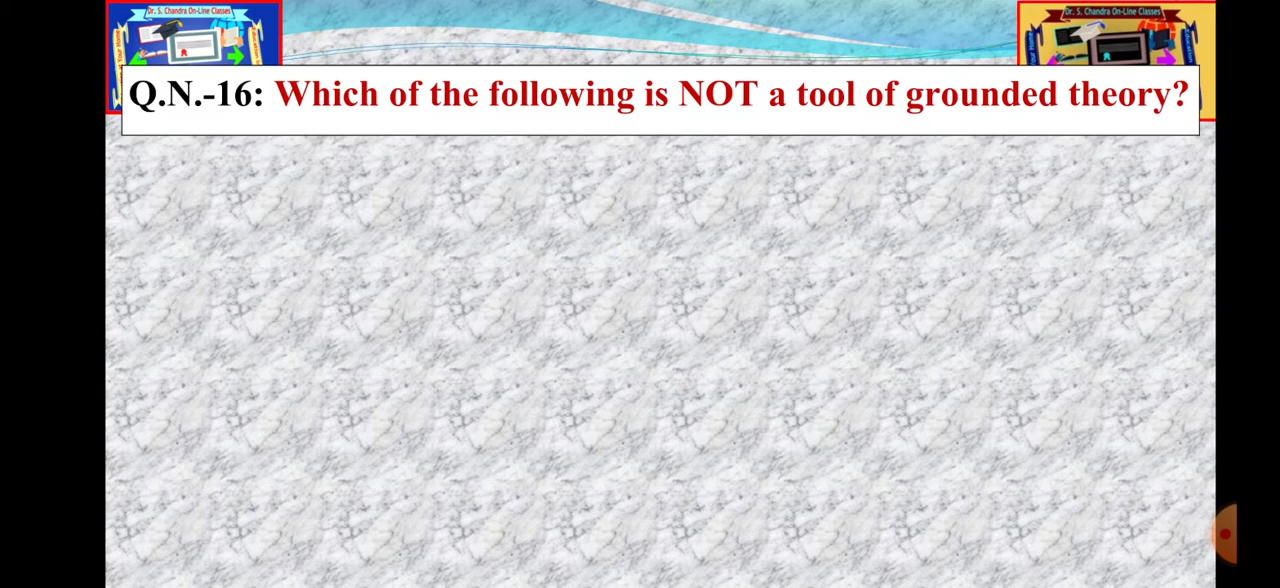 Dr. S. Chandra On-Line Classes
Dr. S. Chandra On-Line Classes
Q.N.-16: Which of the following is NOT a tool of grounded theory?